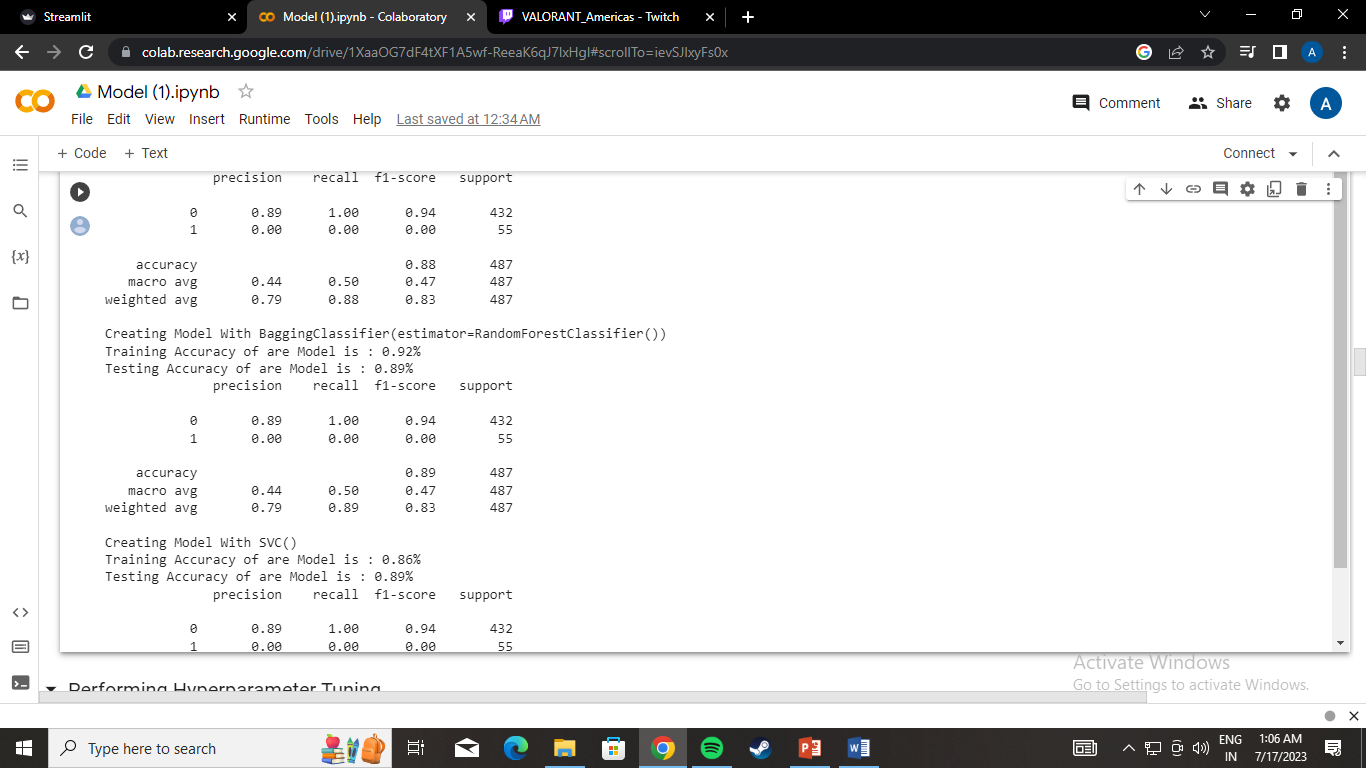 Streamlit
Model (1).ipynb - Colaboratory
VALORANT_Americas - Twitch
colab.research.google.com/drive/1XaaOG7dF4tXF1A5wf-ReeaK6qJ7lxHgl#scrollTo=ievSJlxyFs0x
A
Model (1).ipynb
File Edit View Insert Runtime Tools Help Last saved at 12:34 AM
Comment
Share
A
+ Code + Text
Connect
{x}
precision recall f1-score support
0 0.89 1.00 0.94 432
1 0.00 0.00 0.00 55
accuracy 0.88 487
macro avg 0.44 0.50 0.47 487
weighted avg 0.79 0.88 0.83 487
Creating Model With BaggingClassifier(estimator=RandomForestClassifier())
Training Accuracy of are Model is : 0.92%
Testing Accuracy of are Model is : 0.89%
precision recall f1-score support
0 0.89 1.00 0.94 432
1 0.00 0.00 0.00 55
accuracy 0.89 487
macro avg 0.44 0.50 0.47 487
weighted avg 0.79 0.89 0.83 487
Creating Model With SVC()
Training Accuracy of are Model is : 0.86%
Testing Accuracy of are Model is : 0.89%
precision recall f1-score support
0 0.89 1.00 0.94 432
1 0.00 0.00 0.00 55
Performing Hyperparameter Tuning
Activate Windows
Go to Settings to activate Windows.
Type here to search
ENG
IN
1:06 AM
7/17/2023